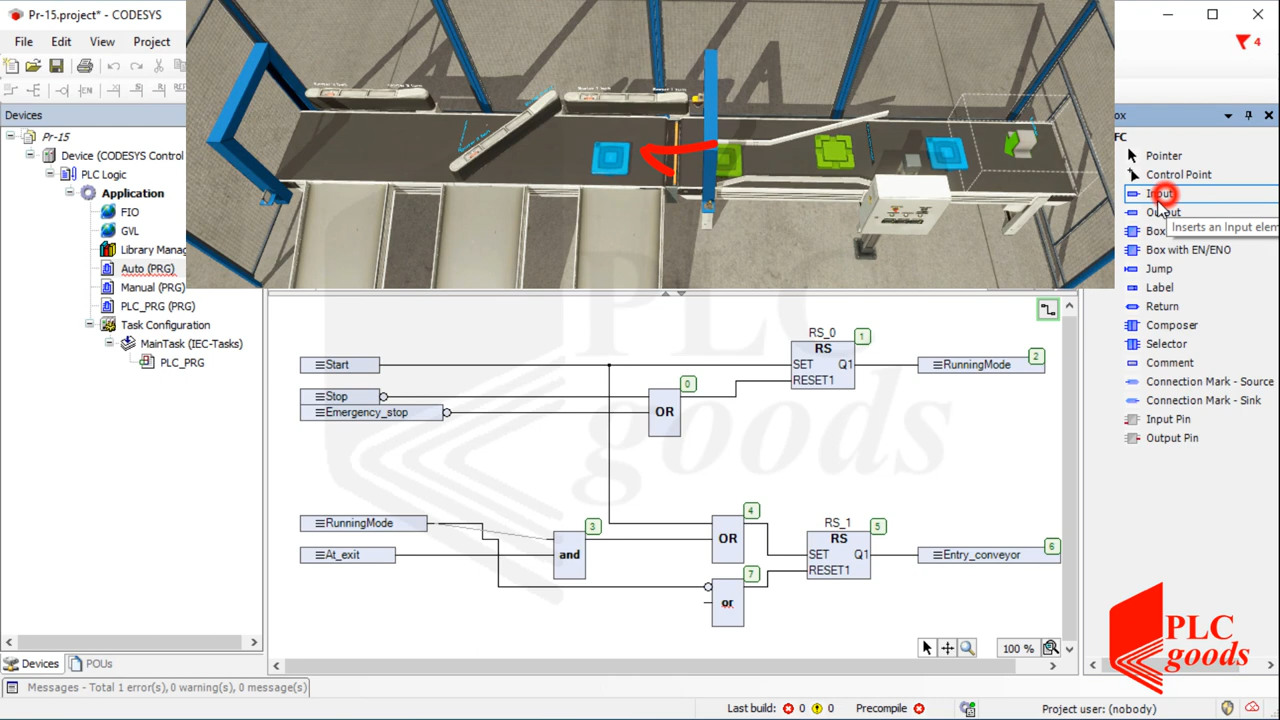 Pr-15.project* - CODESYS
File Edit View Project
4
Devices
Pr-15
Device (CODESYS Control
PLC Logic
Application
FIO
GVL
Library Manag
Auto (PRG)
Manual (PRG)
PLC_PRG (PRG)
Task Configuration
MainTask (IEC-Tasks)
PLC_PRG
Devices
POUs
ox
FC
Pointer
Control Point
Input
Output
Inserts an Input elem
Box
Box with EN/ENO
Jump
Label
Return
Composer
Selector
Comment
Connection Mark - Source
Connection Mark - Sink
Input Pin
Output Pin
RS_0
1
RS
Start
SET Q1
RunningMode
2
RESET1
0
Stop
Emergency_stop
OR
PLC
goods
RunningMode
At_exit
3
and
4
OR
RS_1
5
RS
SET Q1
RESET1
Entry_conveyor
6
7
or
100 %
PLC
goods
Messages - Total 1 error(s), 0 warning(s), 0 message(s)
Last build: 0 0 Precompile
Project user: (nobody)